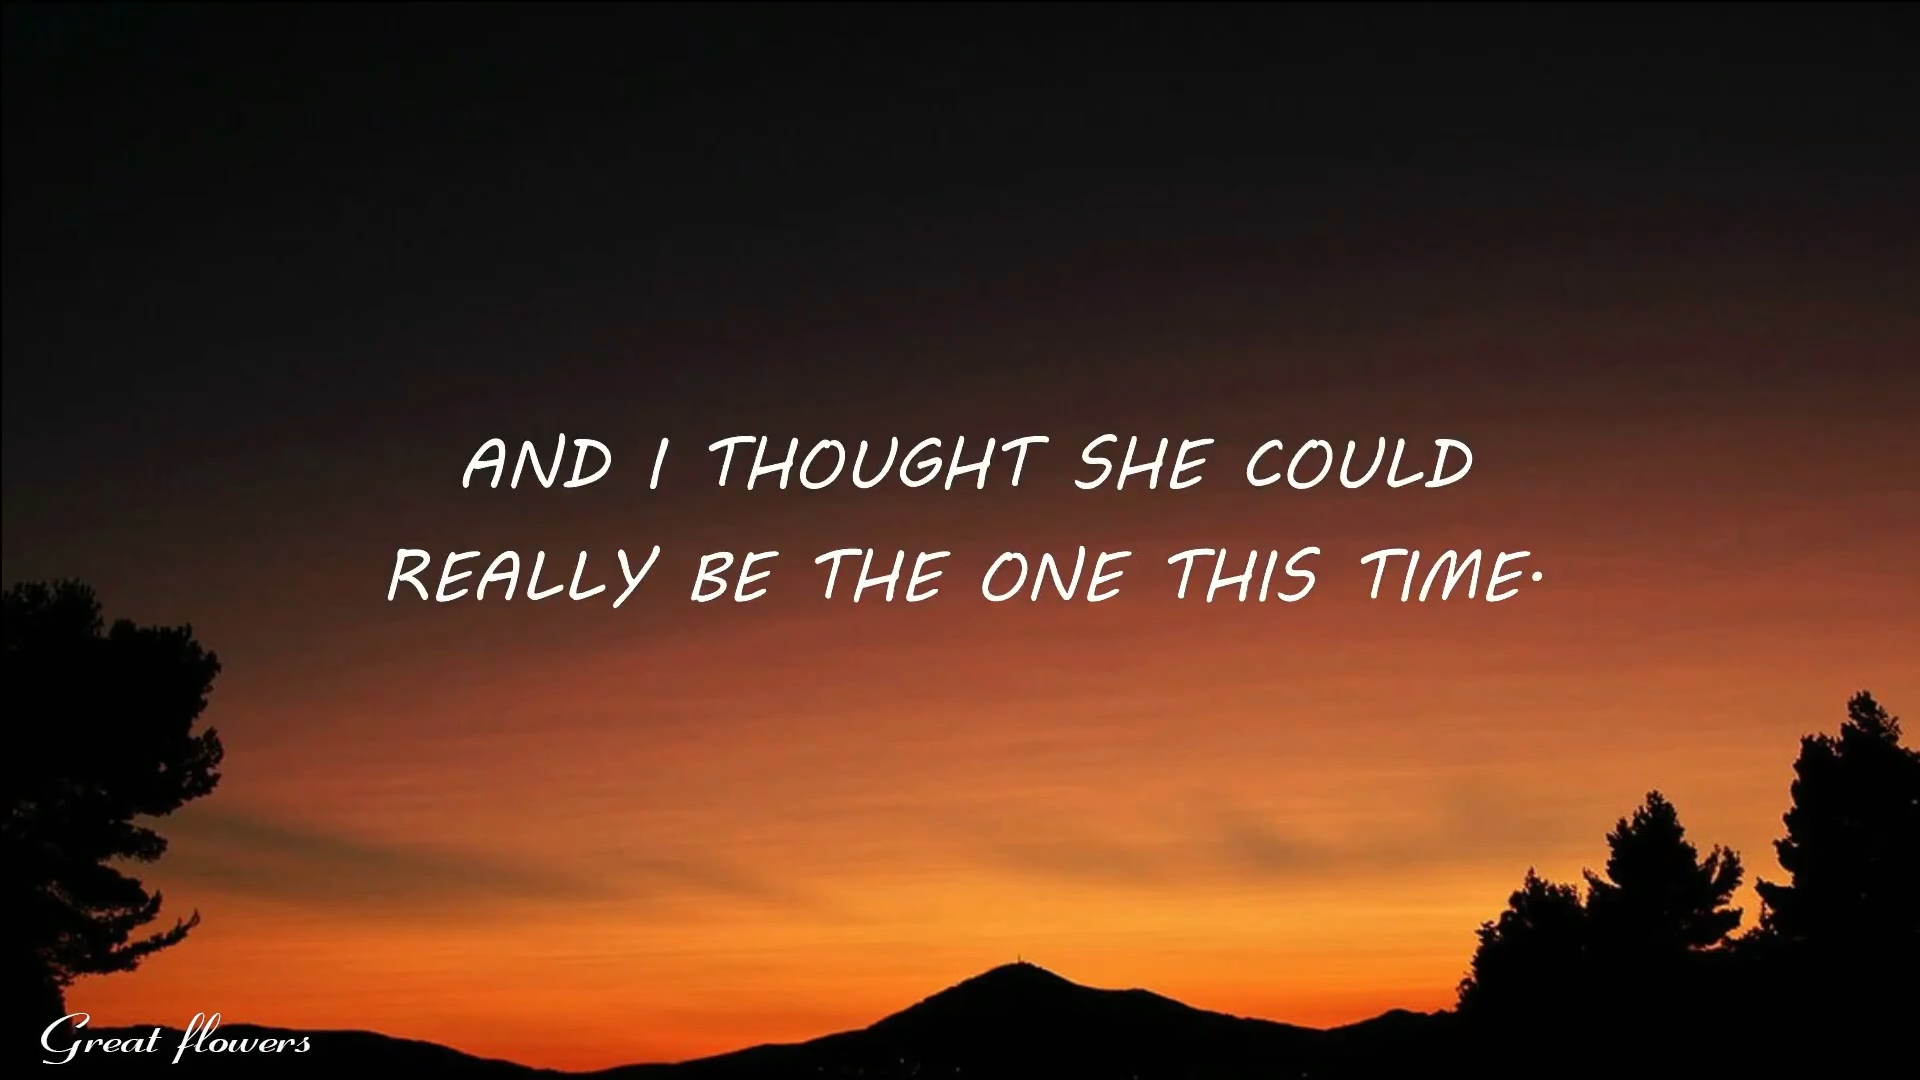 AND I THOUGHT SHE COULD
REALLY BE THE ONE THIS TIME.
Great flowers